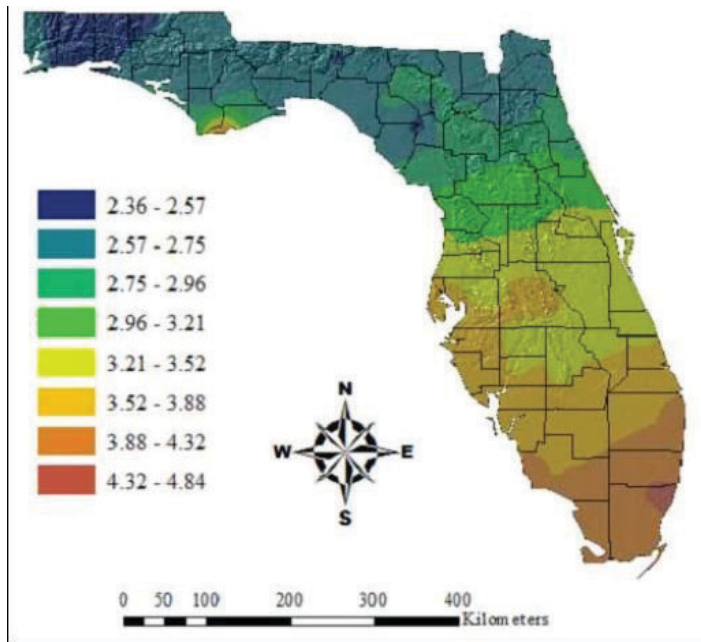 2.36 - 2.57
2.57 - 2.75
2.75 - 2.96
2.96 - 3.21
3.21 - 3.52
3.52 - 3.88
3.88 - 4.32
4.32 - 4.84
N
W E
S
0 50 100 200 300 400
Kilometers